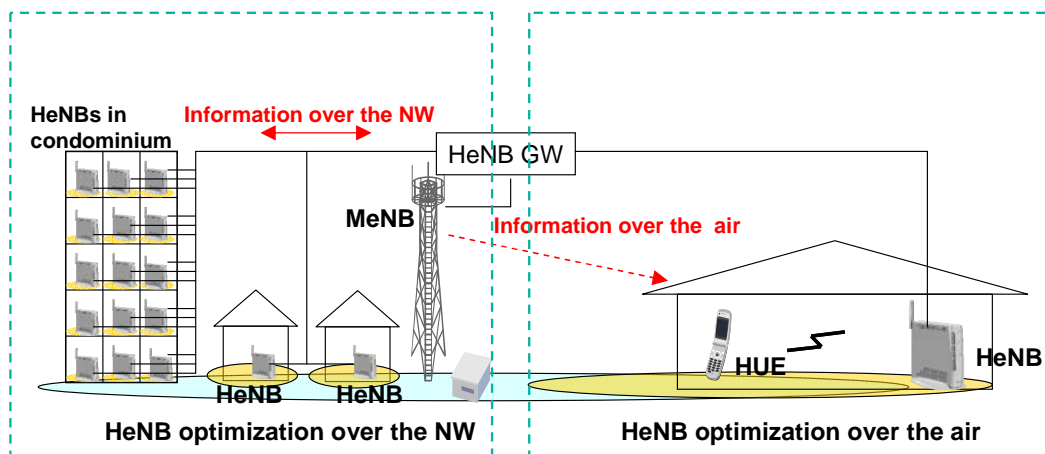 HeNBs in
condominium
Information over the NW
HeNB GW
MeNB
Information over the air
HUE
HeNB
HeNB
HeNB
HeNB optimization over the NW
HeNB optimization over the air